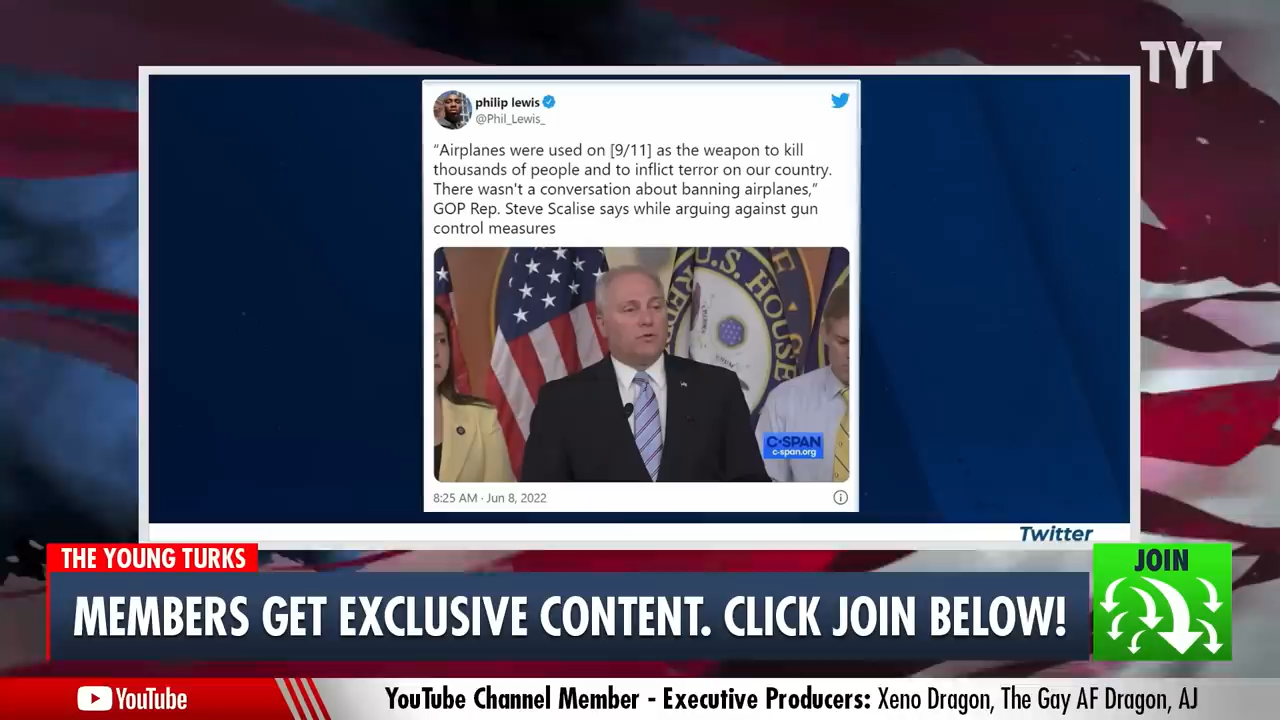 TYT
philip lewis
@Phil_Lewis_
“Airplanes were used on [9/11] as the weapon to kill
thousands of people and to inflict terror on our country.
There wasn't a conversation about banning airplanes,”
GOP Rep. Steve Scalise says while arguing against gun
control measures
U.S. HOUSE
C-SPAN
c-span.org
8:25 AM · Jun 8, 2022
Twitter
THE YOUNG TURKS
JOIN
MEMBERS GET EXCLUSIVE CONTENT. CLICK JOIN BELOW!
YouTube
YouTube Channel Member - Executive Producers: Xeno Dragon, The Gay AF Dragon, AJ